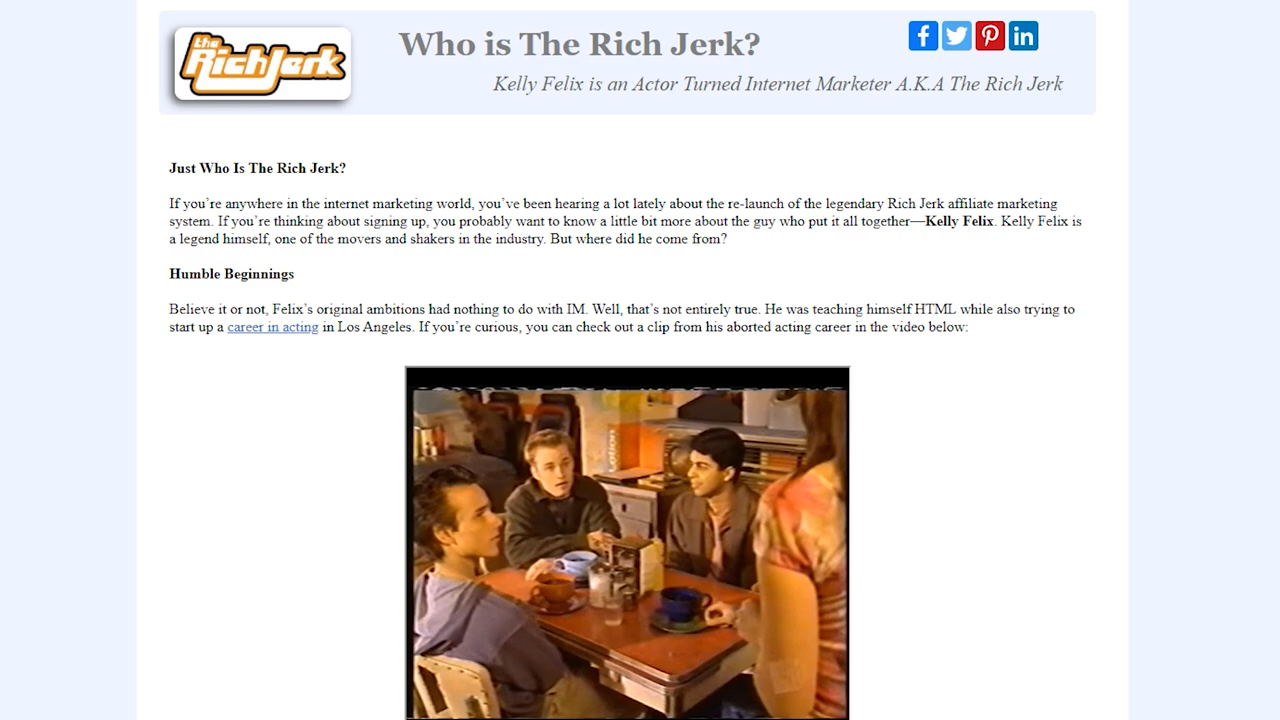 the
RichJerk
Who is The Rich Jerk?
Kelly Felix is an Actor Turned Internet Marketer A.K.A The Rich Jerk
Just Who Is The Rich Jerk?
If you’re anywhere in the internet marketing world, you’ve been hearing a lot lately about the re-launch of the legendary Rich Jerk affiliate marketing
system. If you’re thinking about signing up, you probably want to know a little bit more about the guy who put it all together—Kelly Felix. Kelly Felix is
a legend himself, one of the movers and shakers in the industry. But where did he come from?
Humble Beginnings
Believe it or not, Felix’s original ambitions had nothing to do with IM. Well, that’s not entirely true. He was teaching himself HTML while also trying to
start up a career in acting in Los Angeles. If you’re curious, you can check out a clip from his aborted acting career in the video below:
Lotion